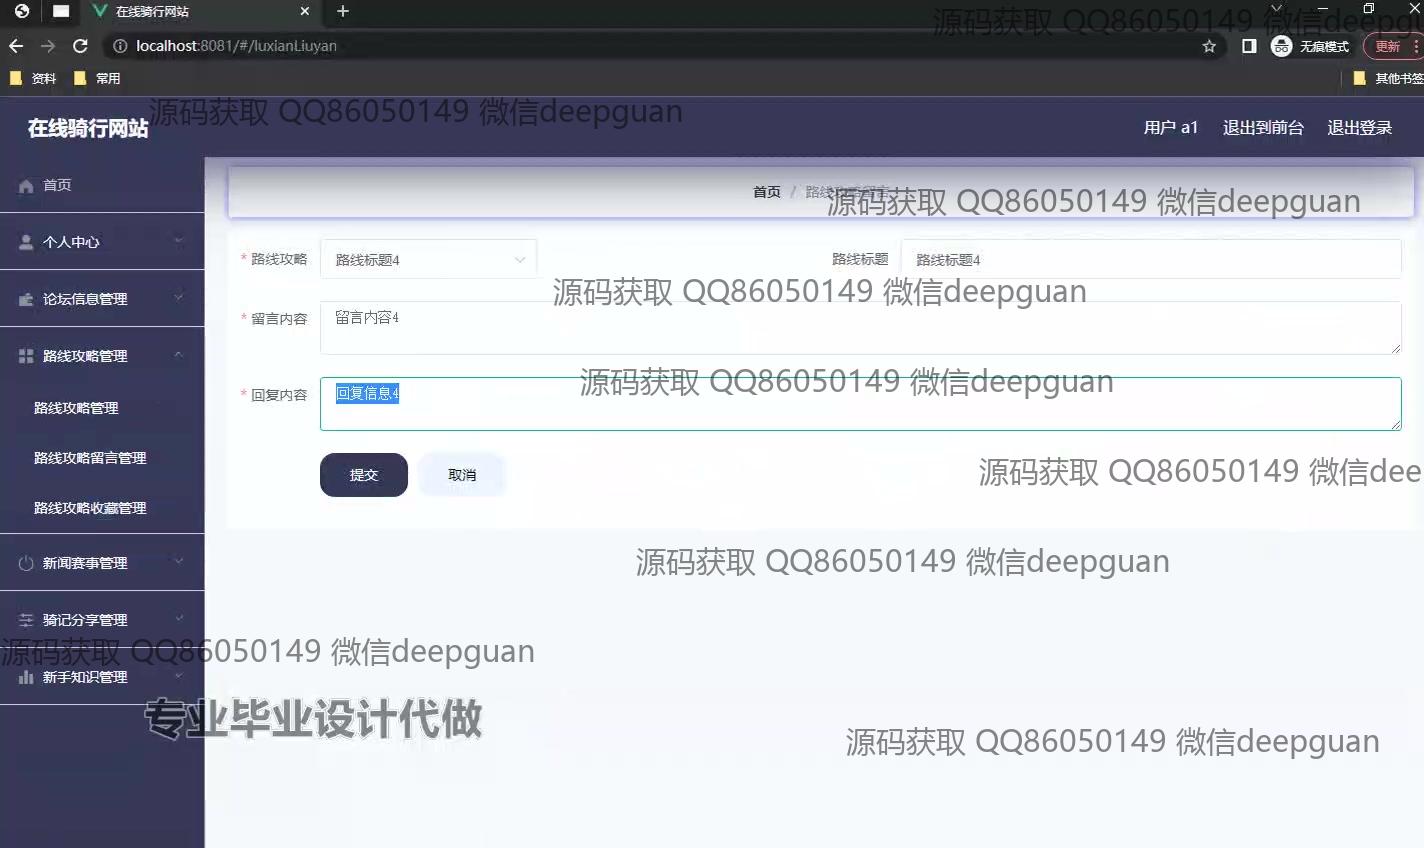 在线骑行网站
localhost:8081/#/luxianLiuyan
无痕模式
更新
资料
常用
其他书签
源码获取 QQ86050149 微信deepguan
源码获取 QQ86050149 微信deepguan
在线骑行网站
用户 a1
退出到前台
退出登录
首页
个人中心
论坛信息管理
路线攻略管理
路线攻略管理
路线攻略留言管理
路线攻略收藏管理
新闻赛事管理
骑记分享管理
新手知识管理
首页 / 路线攻略留言
源码获取 QQ86050149 微信deepguan
* 路线攻略
路线标题4
路线标题
路线标题4
源码获取 QQ86050149 微信deepguan
* 留言内容
留言内容4
源码获取 QQ86050149 微信deepguan
* 回复内容
回复信息4
提交
取消
源码获取 QQ86050149 微信dee
源码获取 QQ86050149 微信deepguan
源码获取 QQ86050149 微信deepguan
专业毕业设计代做
源码获取 QQ86050149 微信deepguan